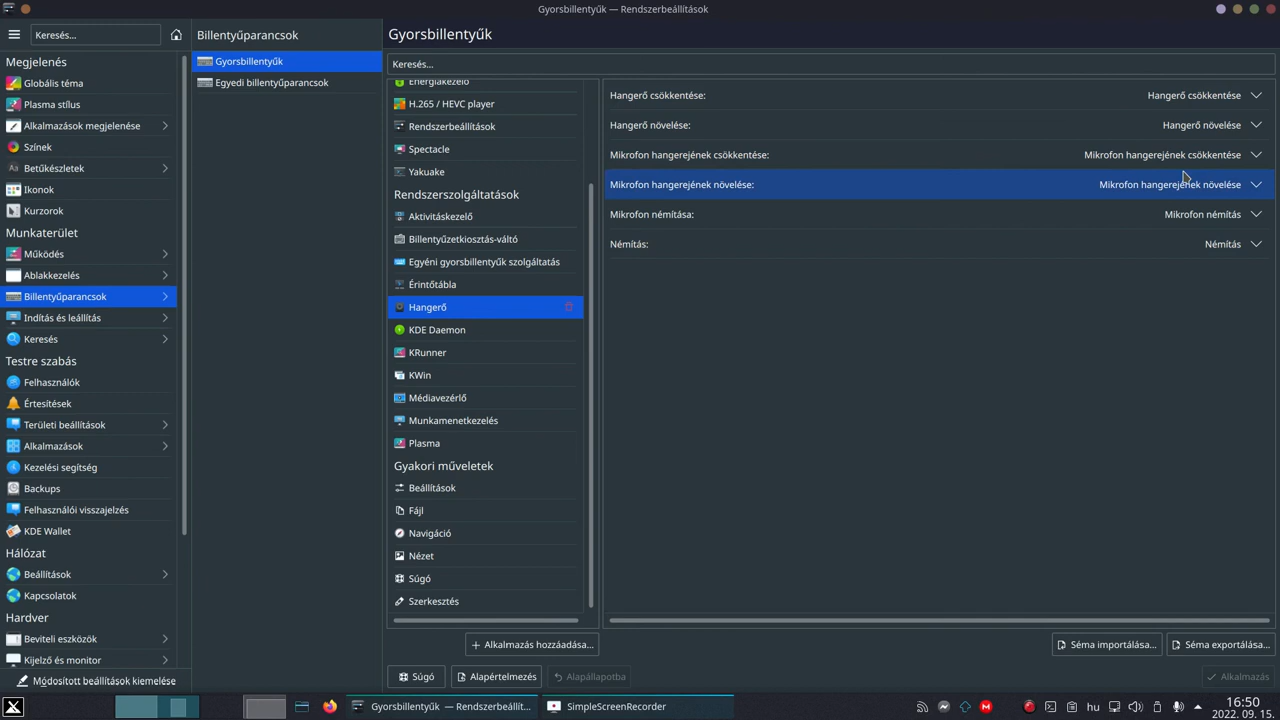 Gyorsbillentyűk — Rendszerbeállítások
Keresés...
Megjelenés
Globális téma
Plasma stílus
Alkalmazások megjelenése
Színek
Betűkészletek
Ikonok
Kurzorok
Munkaterület
Működés
Ablakkezelés
Billentyűparancsok
Indítás és leállítás
Keresés
Testre szabás
Felhasználók
Értesítések
Területi beállítások
Alkalmazások
Kezelési segítség
Backups
Felhasználói visszajelzés
KDE Wallet
Hálózat
Beállítások
Kapcsolatok
Hardver
Beviteli eszközök
Kijelző és monitor
Módosított beállítások kiemelése
Billentyűparancsok
Gyorsbillentyűk
Egyedi billentyűparancsok
Gyorsbillentyűk
Keresés...
Energiakezelő
H.265 / HEVC player
Rendszerbeállítások
Spectacle
Yakuake
Rendszerszolgáltatások
Aktivitáskezelő
Billentyűzetkiosztás-váltó
Egyéni gyorsbillentyűk szolgáltatás
Érintőtábla
Hangerő
KDE Daemon
KRunner
KWin
Médiavezérlő
Munkamenetkezelés
Plasma
Gyakori műveletek
Beállítások
Fájl
Navigáció
Nézet
Súgó
Szerkesztés
Alkalmazás hozzáadása...
Hangerő csökkentése: Hangerő csökkentése
Hangerő növelése: Hangerő növelése
Mikrofon hangerejének csökkentése: Mikrofon hangerejének csökkentése
Mikrofon hangerejének növelése: Mikrofon hangerejének növelése
Mikrofon némítása: Mikrofon némítás
Némítás: Némítás
Séma importálása... Séma exportálása...
Súgó Alapértelmezés Alapállapotba Alkalmazás
Gyorsbillentyűk — Rendszerbeállít... SimpleScreenRecorder hu 16:50
2022. 09. 15.